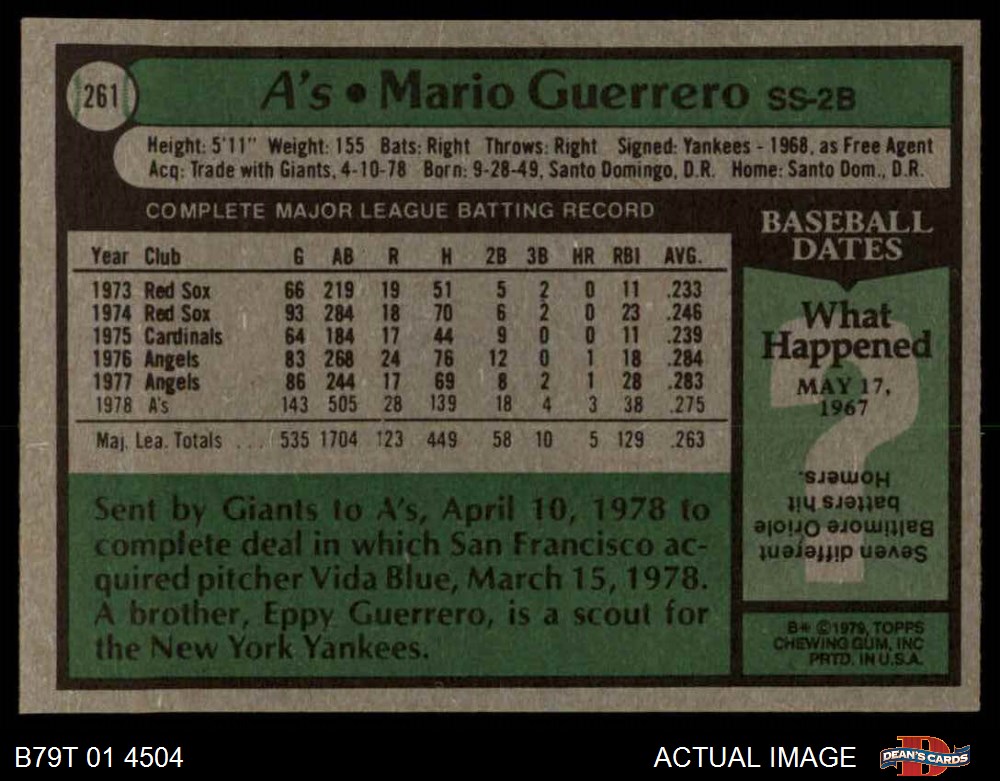 261
A's • Mario Guerrero SS-2B
Height: 5'11" Weight: 155 Bats: Right Throws: Right Signed: Yankees - 1968, as Free Agent
Acq: Trade with Giants, 4-10-78 Born: 9-28-49, Santo Domingo, D.R. Home: Santo Dom., D.R.
COMPLETE MAJOR LEAGUE BATTING RECORD
Year Club G AB R H 2B 3B HR RBI AVG.
1973 Red Sox 66 219 19 51 5 2 0 11 .233
1974 Red Sox 93 284 18 70 6 2 0 23 .246
1975 Cardinals 64 184 17 44 9 0 0 11 .239
1976 Angels 83 268 24 76 12 0 1 18 .284
1977 Angels 86 244 17 69 8 2 1 28 .283
1978 A's 143 505 28 139 18 4 3 38 .275
Maj. Lea. Totals ... 535 1704 123 449 58 10 5 129 .263
Sent by Giants to A's, April 10, 1978 to
complete deal in which San Francisco ac-
quired pitcher Vida Blue, March 15, 1978.
A brother, Eppy Guerrero, is a scout for
the New York Yankees.
BASEBALL
DATES
What
Happened
MAY 17,
1967
?
Seven different
Baltimore Oriole
batters hit
Homers.
B* ©1979, TOPPS
CHEWING GUM, INC
PRTD. IN U.S.A.
B79T 01 4504
ACTUAL IMAGE
D
DEAN'S CARDS